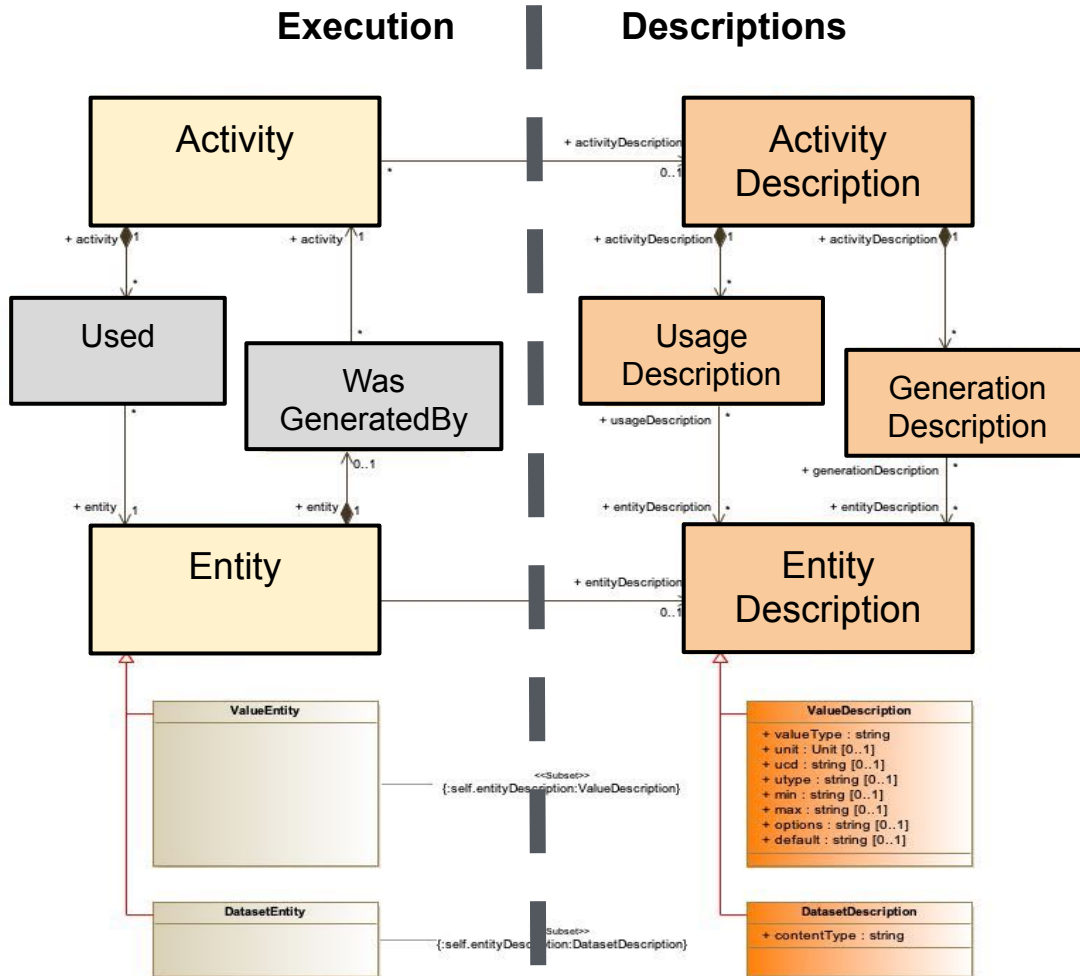 Execution
Descriptions
Activity
Activity
Description
+ activityDescription
*
0..1
+ activity
1
+ activity
1
+ activityDescription
1
+ activityDescription
1
*
*
*
*
Used
Was
GeneratedBy
Usage
Description
Generation
Description
*
0..1
+ usageDescription
*
+ generationDescription
*
+ entity
1
+ entity
1
+ entityDescription
*
+ entityDescription
*
Entity
Entity
Description
+ entityDescription
0..1
ValueEntity
ValueDescription
+ valueType : string
+ unit : Unit [0..1]
+ ucd : string [0..1]
+ utype : string [0..1]
+ min : string [0..1]
+ max : string [0..1]
+ options : string [0..1]
+ default : string [0..1]
<<Subset>>
{:self.entityDescription:ValueDescription}
DatasetEntity
DatasetDescription
+ contentType : string
Subset>>
{:self.entityDescription:DatasetDescription}